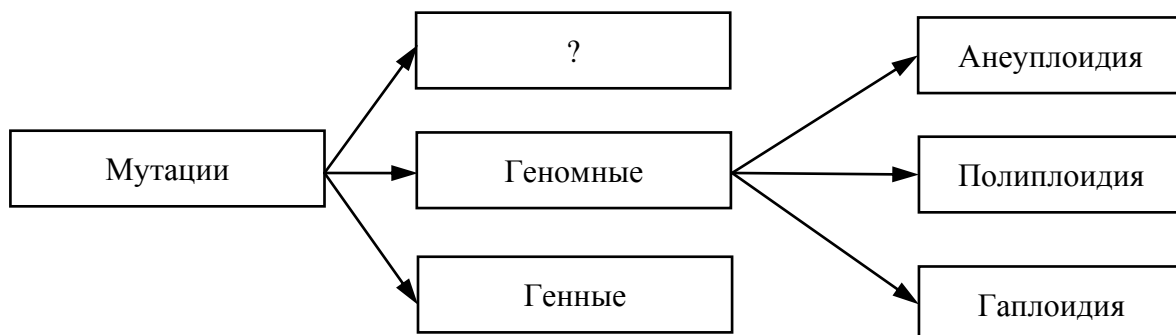 ?
Анеуплоидия
Мутации
Геномные
Полиплоидия
Генные
Гаплоидия